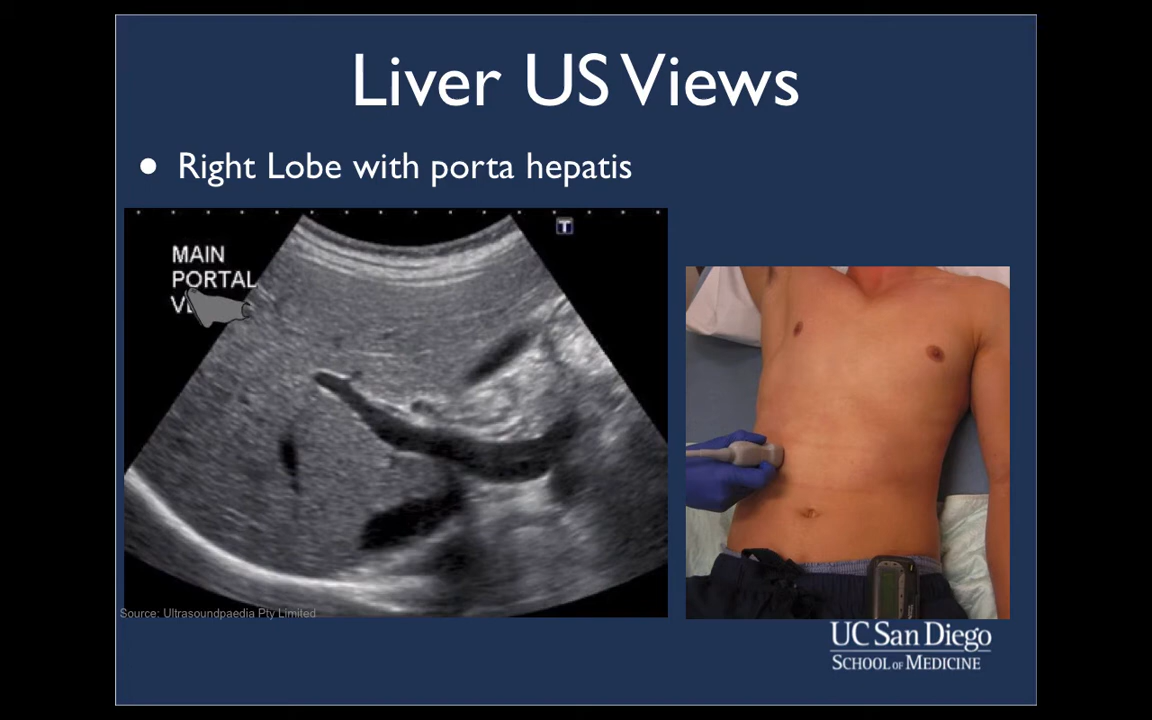 Liver US Views
• Right Lobe with porta hepatis
MAIN
PORTAL
T
Source: Ultrasoundpaedia Pty Limited
UC San Diego
SCHOOL OF MEDICINE